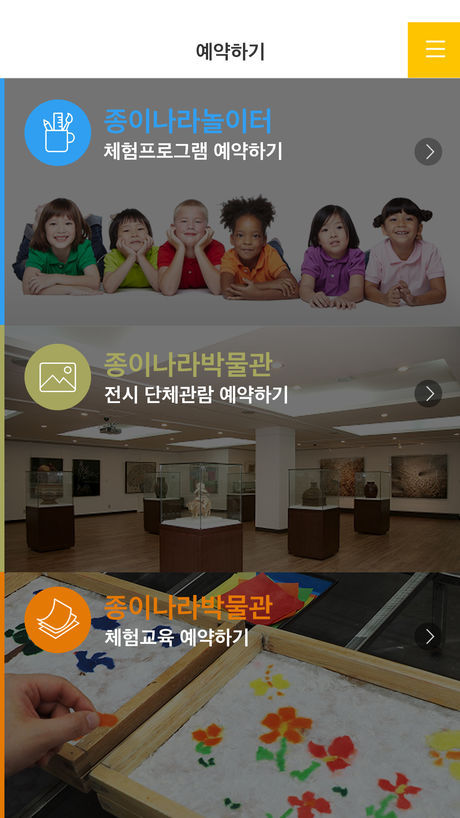 예약하기
종이나라놀이터
체험프로그램 예약하기
종이나라박물관
전시 단체관람 예약하기
종이나라박물관
체험교육 예약하기